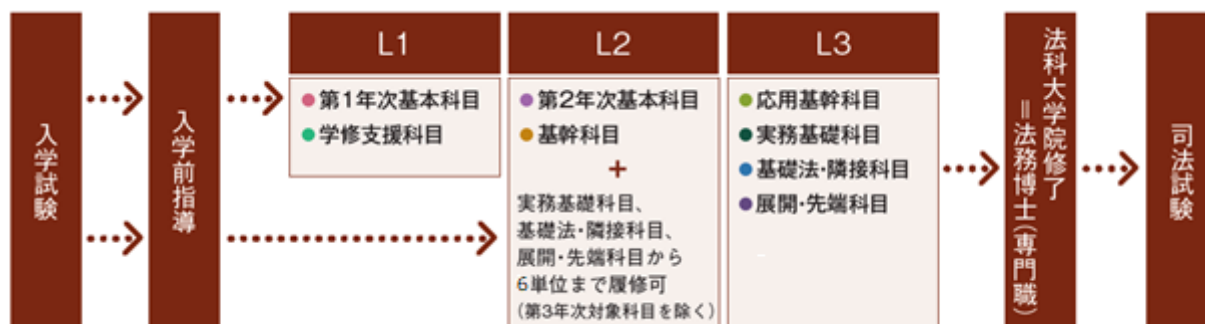 入学試験
入学前指導
L1
●第1年次基本科目
●学修支援科目
L2
●第2年次基本科目
●基幹科目
+
実務基礎科目、
基礎法・隣接科目、
展開・先端科目から
6単位まで履修可
(第3年次対象科目を除く)
L3
●応用基幹科目
●実務基礎科目
●基礎法・隣接科目
●展開・先端科目
法科大学院修了
＝法務博士(専門職)
司法試験